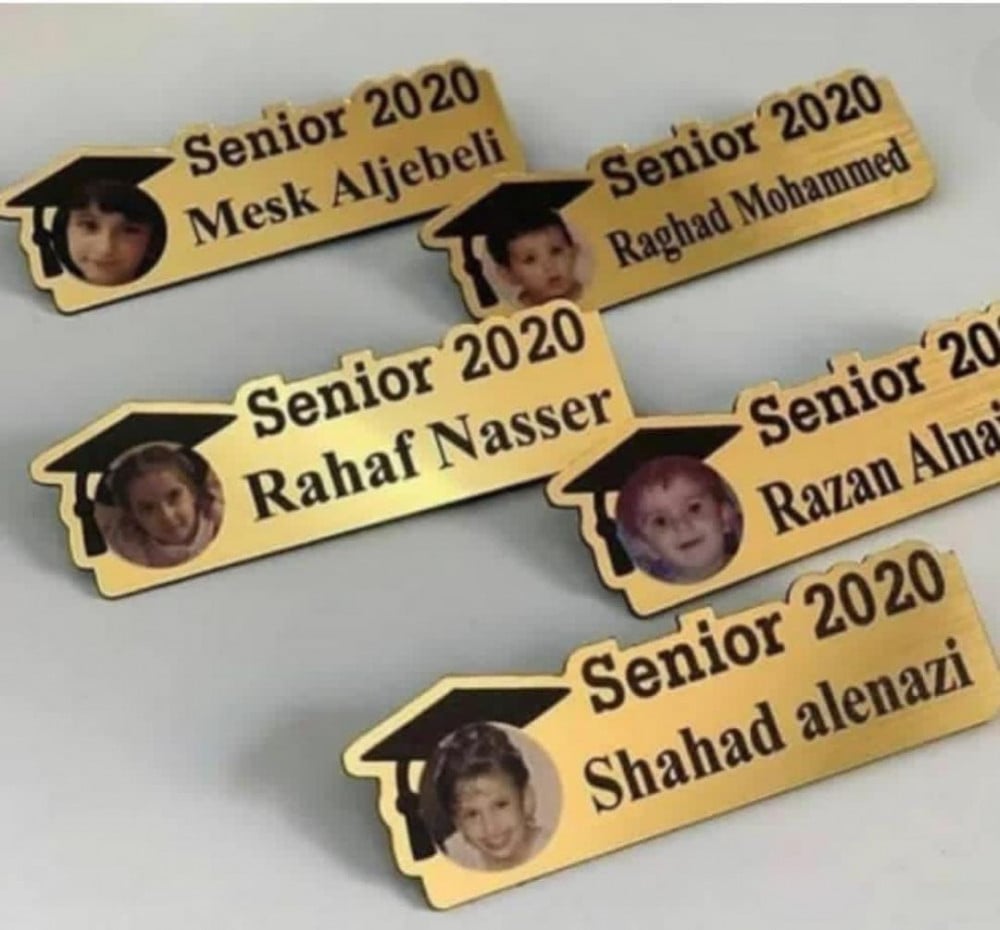 Senior 2020
Mesk Aljebeli
Senior 2020
Raghad Mohammed
Senior 2020
Rahaf Nasser
Senior
Razan
Senior 2020
Shahad alenazi